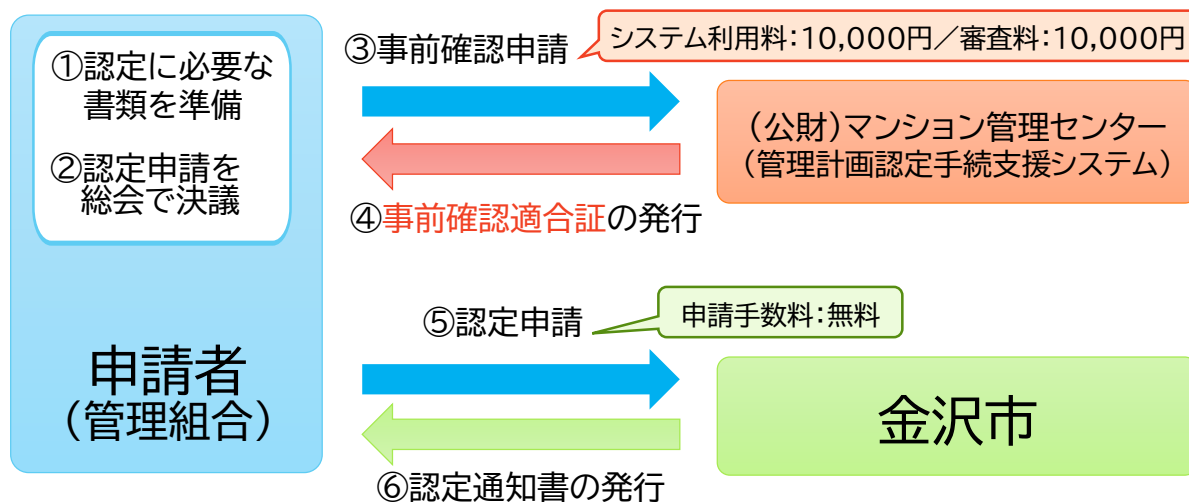 ①認定に必要な
書類を準備
②認定申請を
総会で決議
申請者
（管理組合）
③事前確認申請
システム利用料：10,000円／審査料：10,000円
（公財）マンション管理センター
（管理計画認定手続支援システム）
④事前確認適合証の発行
⑤認定申請
申請手数料：無料
金沢市
⑥認定通知書の発行